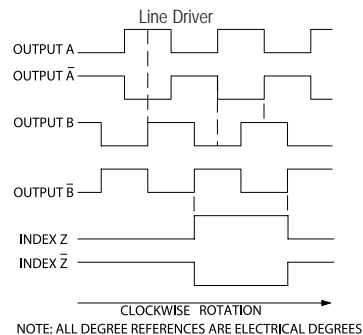 Line Driver
OUTPUT A
OUTPUT A̅
OUTPUT B
OUTPUT B̅
INDEX Z
INDEX Z̅
CLOCKWISE ROTATION
NOTE: ALL DEGREE REFERENCES ARE ELECTRICAL DEGREES